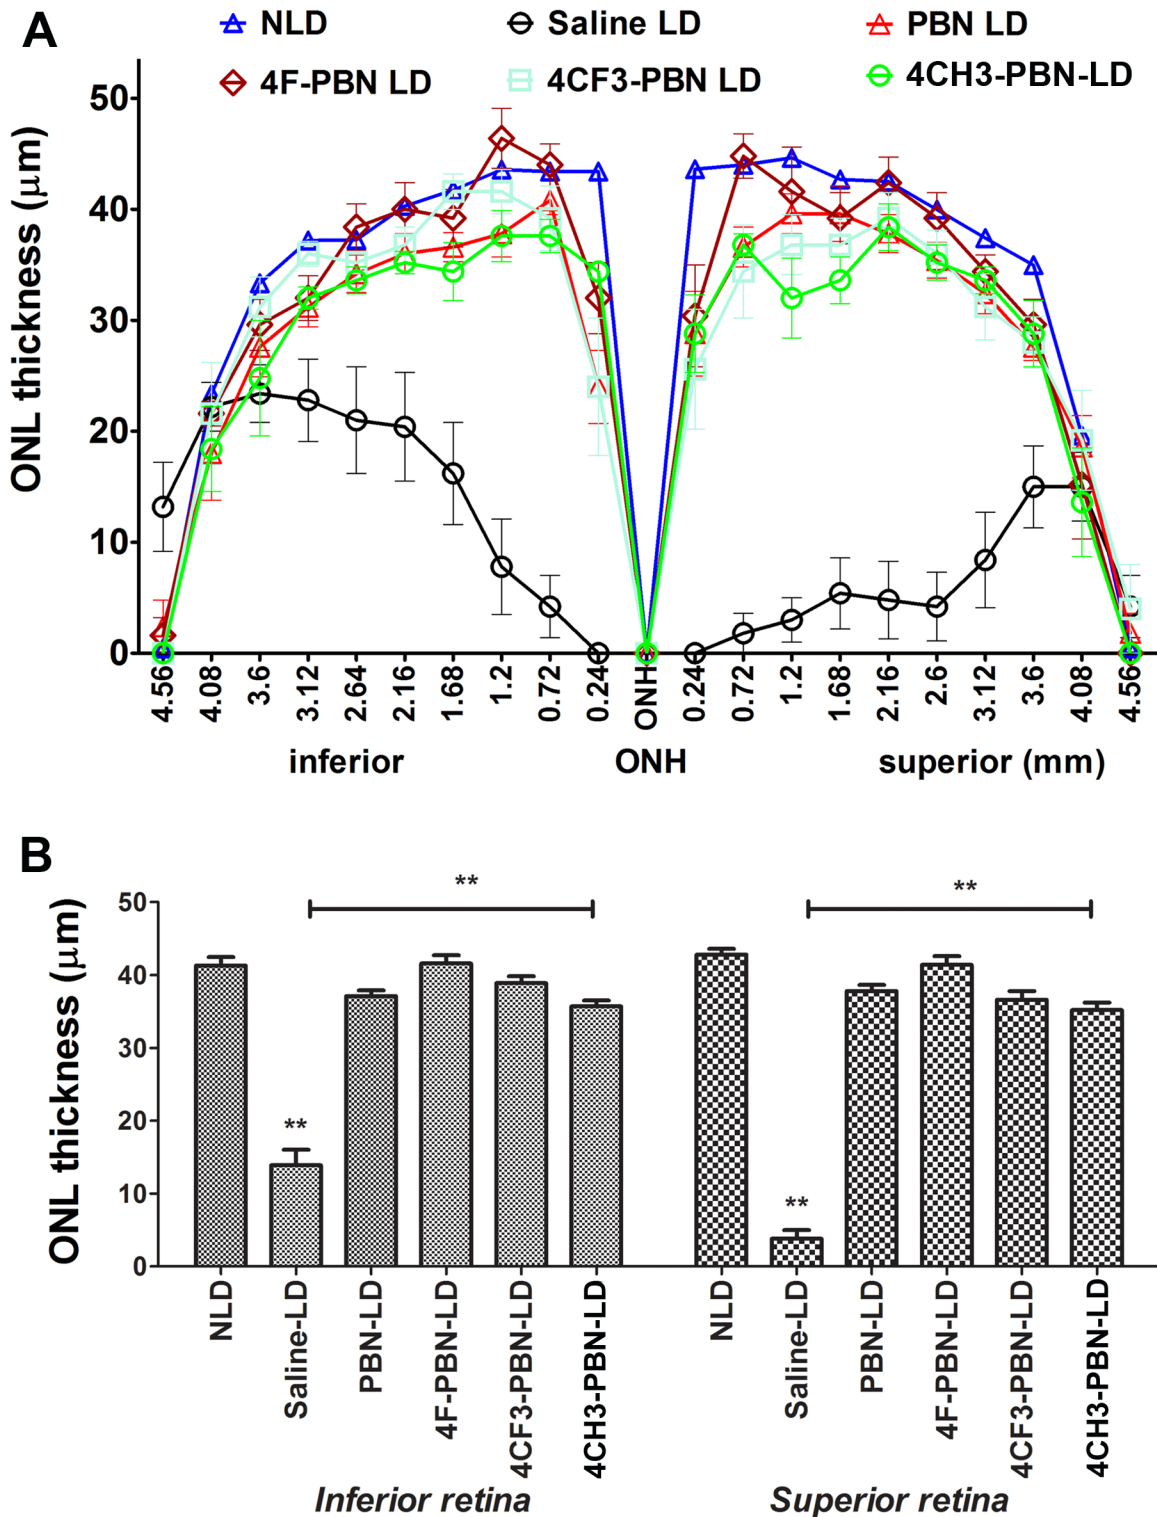 A
NLD
Saline LD
PBN LD
4F-PBN LD
4CF3-PBN LD
4CH3-PBN-LD
ONL thickness (μm)
50
40
30
20
10
0
4.56
4.08
3.6
3.12
2.64
2.16
1.68
1.2
0.72
0.24
ONH
0.24
0.72
1.2
1.68
2.16
2.6
3.12
3.6
4.08
4.56
inferior
ONH
superior (mm)
B
ONL thickness (μm)
50
40
30
20
10
0
**
**
**
**
NLD
Saline-LD
PBN-LD
4F-PBN-LD
4CF3-PBN-LD
4CH3-PBN-LD
NLD
Saline-LD
PBN-LD
4F-PBN-LD
4CF3-PBN-LD
4CH3-PBN-LD
Inferior retina
Superior retina